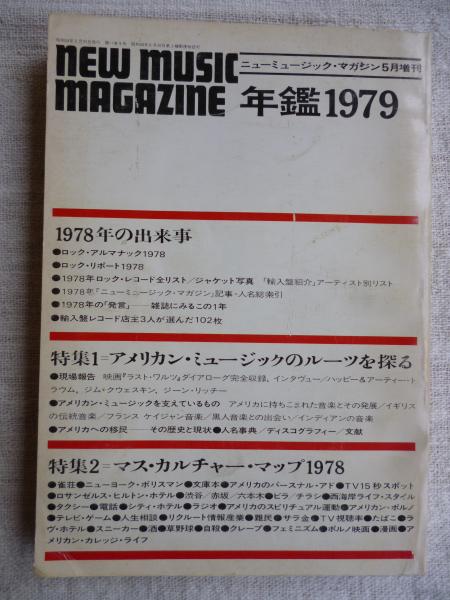 new music
magazine
ニューミュージック・マガジン5月増刊
年鑑1979
1978年の出来事
●ロック・アルマナック1978
●ロック・リポート1978
●1978年ロック・レコード全リスト/ジャケット写真 「輸入盤紹介」アーティスト別リスト
●1978年『ニューミュージック・マガジン』記事・人名総索引
●1978年の「発言」──雑誌にみるこの1年
●輸入盤レコード店主3人が選んだ102枚
特集1=アメリカン・ミュージックのルーツを探る
●現場報告 映画『ラスト・ワルツ』ダイアローグ完全収録，インタヴュー/ハッピー&アーティー・ト
ラウム，ジム・クウェスキン，ジョン・リトル
●アメリカン・ミュージックを支えているもの アメリカに持ちこまれた音楽とその発展/イギリス
の伝統音楽/フランス ケイジャン音楽/黒人音楽との出会い/インディアンの音楽
●アメリカへの移民──その歴史と現状●人名事典/ディスコグラフィー/文献
特集2=マス・カルチャー・マップ1978
●雀荘●ニューヨーク・ポリスマン●文庫本●アメリカのパースナル・アド●TV15秒スポット
●ロサンゼルス・ヒルトン・ホテル●渋谷/赤坂/六本木●ビラ/チラシ●西海岸ライフ・スタイル
●タクシー●電話●シティ・ホテル●ラジオ●アメリカのスピリチュアル運動●アメリカン・ポルノ
●テレビ・ゲーム●人生相談●リクルート情報産業●難民●サラ金●TV視聴率●たばこ●ラ
ヴ・ホテル●スニーカー●酒●草野球●自殺●クレープ●フェミニズム●ポルノ映画●漫画●ア
メリカン・カレッジ・ライフ